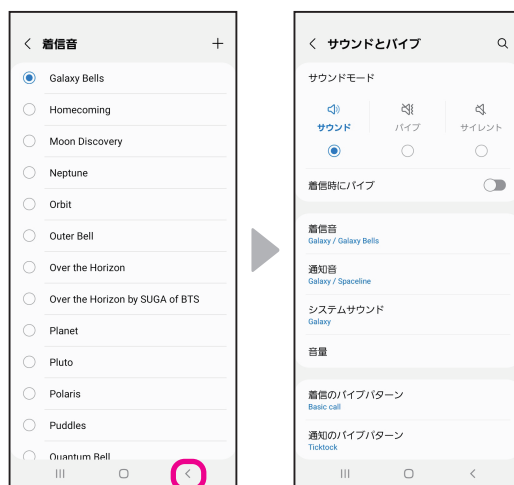 着信音
Galaxy Bells
Homecoming
Moon Discovery
Neptune
Orbit
Outer Bell
Over the Horizon
Over the Horizon by SUGA of BTS
Planet
Pluto
Polaris
Puddles
Quantum Bell
サウンドとバイブ
サウンドモード
サウンド
バイブ
サイレント
着信時にバイブ
着信音
Galaxy / Galaxy Bells
通知音
Galaxy / Spaceline
システムサウンド
Galaxy
音量
着信のバイブパターン
Basic call
通知のバイブパターン
Ticktock